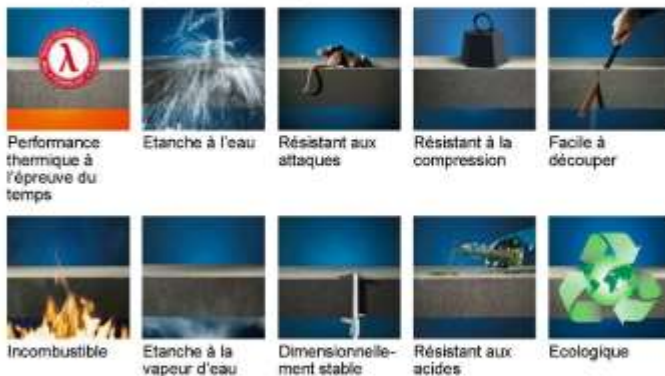 λ
Performance
thermique à
l'épreuve du
temps
Etanche à l'eau
Résistant aux
attaques
Résistant à la
compression
Facile à
découper
Incombustible
Etanche à la
vapeur d'eau
Dimensionnelle-
ment stable
Résistant aux
acides
Ecologique